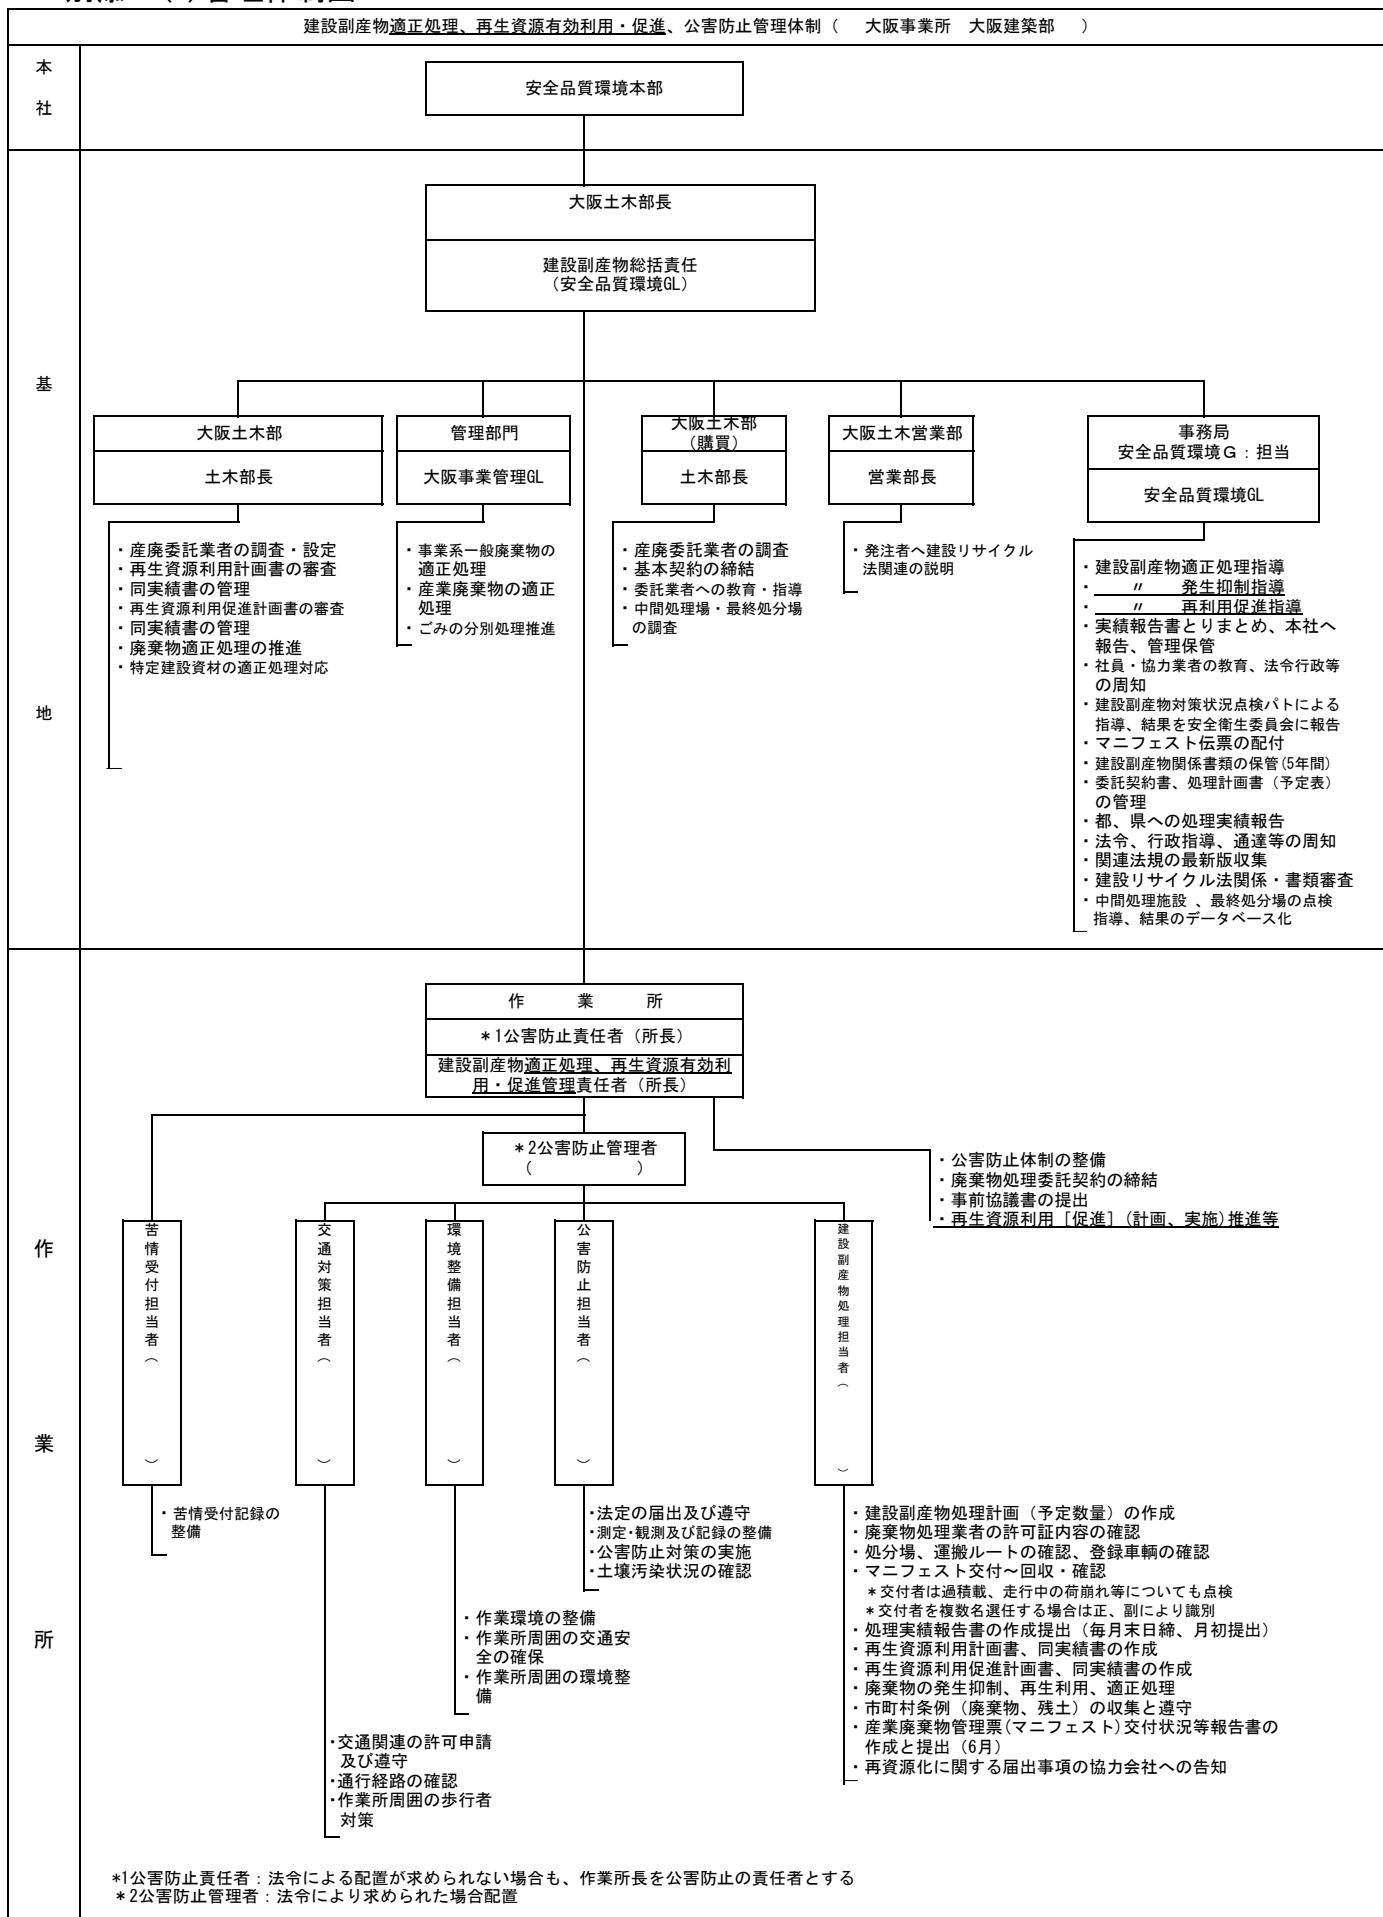 建設副産物適正処理、再生資源有効利用・促進、公害防止管理体制（　大阪事業所　大阪建築部　）
本
社
安全品質環境本部
基
地
大阪土木部長
建設副産物総括責任
（安全品質環境GL）
大阪土木部
土木部長
・産廃委託業者の調査・設定
・再生資源利用計画書の審査
・同実績書の管理
・再生資源利用促進計画書の審査
・同実績書の管理
・廃棄物適正処理の推進
・特定建設資材の適正処理対応
管理部門
大阪事業管理GL
・事業系一般廃棄物の
適正処理
・産業廃棄物の適正
処理
・ごみの分別処理推進
大阪土木部
（購買）
土木部長
・産廃委託業者の調査
・基本契約の締結
・委託業者への教育・指導
・中間処理場・最終処分場
の調査
大阪土木営業部
営業部長
・発注者へ建設リサイクル
法関連の説明
事務局
安全品質環境Ｇ：担当
安全品質環境GL
・建設副産物適正処理指導
・　　〃　　発生抑制指導
・　　〃　　再利用促進指導
・実績報告書とりまとめ、本社へ
報告、管理保管
・社員・協力業者の教育、法令行政等
の周知
・建設副産物対策状況点検パトによる
指導、結果を安全衛生委員会に報告
・マニフェスト伝票の配付
・建設副産物関係書類の保管(5年間)
・委託契約書、処理計画書（予定表）
の管理
・都、県への処理実績報告
・法令、行政指導、通達等の周知
・関連法規の最新版収集
・建設リサイクル法関係・書類審査
・中間処理施設 、最終処分場の点検
指導、結果のデータベース化
作
業
所
作　業　所
＊1公害防止責任者（所長）
建設副産物適正処理、再生資源有効利
用・促進管理責任者（所長）
＊2公害防止管理者
（　　　　　　）
・公害防止体制の整備
・廃棄物処理委託契約の締結
・事前協議書の提出
・再生資源利用［促進］(計画、実施)推進等
苦情受付担当者（　　　）
交通対策担当者（　　　）
環境整備担当者（　　　）
公害防止担当者（　　　）
建設副産物処理担当者（　　　）
・苦情受付記録の
整備
・法定の届出及び遵守
・測定・観測及び記録の整備
・公害防止対策の実施
・土壌汚染状況の確認
・作業環境の整備
・作業所周囲の交通安
全の確保
・作業所周囲の環境整
備
・交通関連の許可申請
及び遵守
・通行経路の確認
・作業所周囲の歩行者
対策
・建設副産物処理計画（予定数量）の作成
・廃棄物処理業者の許可証内容の確認
・処分場、運搬ルートの確認、登録車輌の確認
・マニフェスト交付～回収・確認
＊交付者は過積載、走行中の荷崩れ等についても点検
＊交付者を複数名選任する場合は正、副により識別
・処理実績報告書の作成提出（毎月末日締、月初提出）
・再生資源利用計画書、同実績書の作成
・再生資源利用促進計画書、同実績書の作成
・廃棄物の発生抑制、再生利用、適正処理
・市町村条例（廃棄物、残土）の収集と遵守
・産業廃棄物管理票(マニフェスト)交付状況等報告書の
作成と提出（6月）
・再資源化に関する届出事項の協力会社への告知
*1公害防止責任者：法令による配置が求められない場合も、作業所長を公害防止の責任者とする
＊2公害防止管理者：法令により求められた場合配置